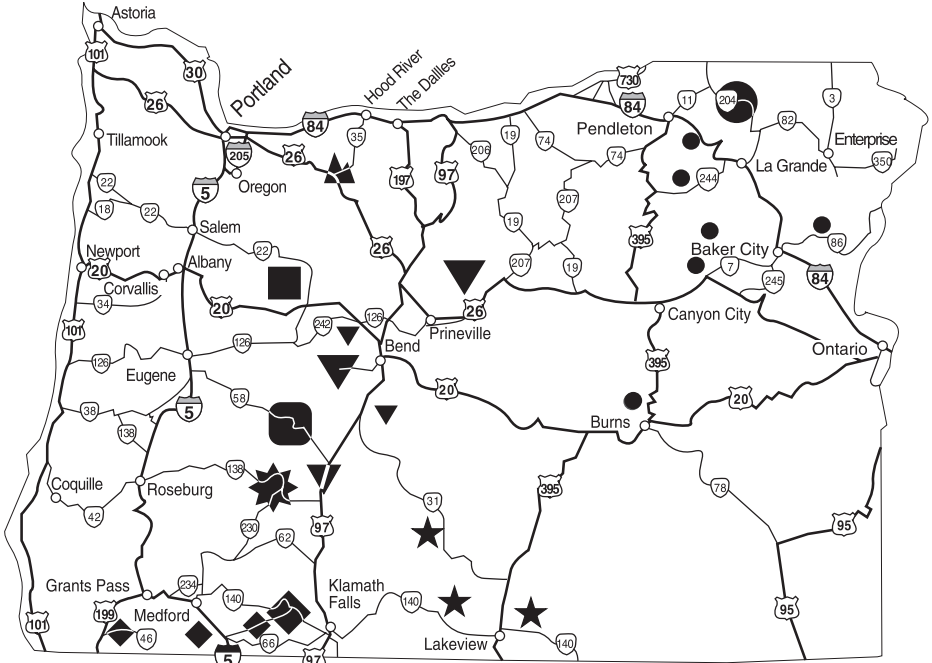 Astoria
101
30
730
Hood River
The Dallles
Portland
26
84
84
11
204
3
Pendleton
82
Tillamook
35
19
74
Enterprise
205
26
206
74
350
La Grande
197
97
244
Oregon
22
5
207
18
22
19
Salem
395
86
26
22
Baker City
Newport
207
19
7
20
Albany
245
84
Corvallis
34
20
26
Canyon City
242
126
Prineville
101
126
Bend
Ontario
126
Eugene
395
58
20
20
38
5
Burns
138
138
Coquille
Roseburg
395
78
31
42
230
97
95
62
Grants Pass
234
Klamath
Falls
140
140
199
Medford
95
101
46
66
Lakeview
140
5
97